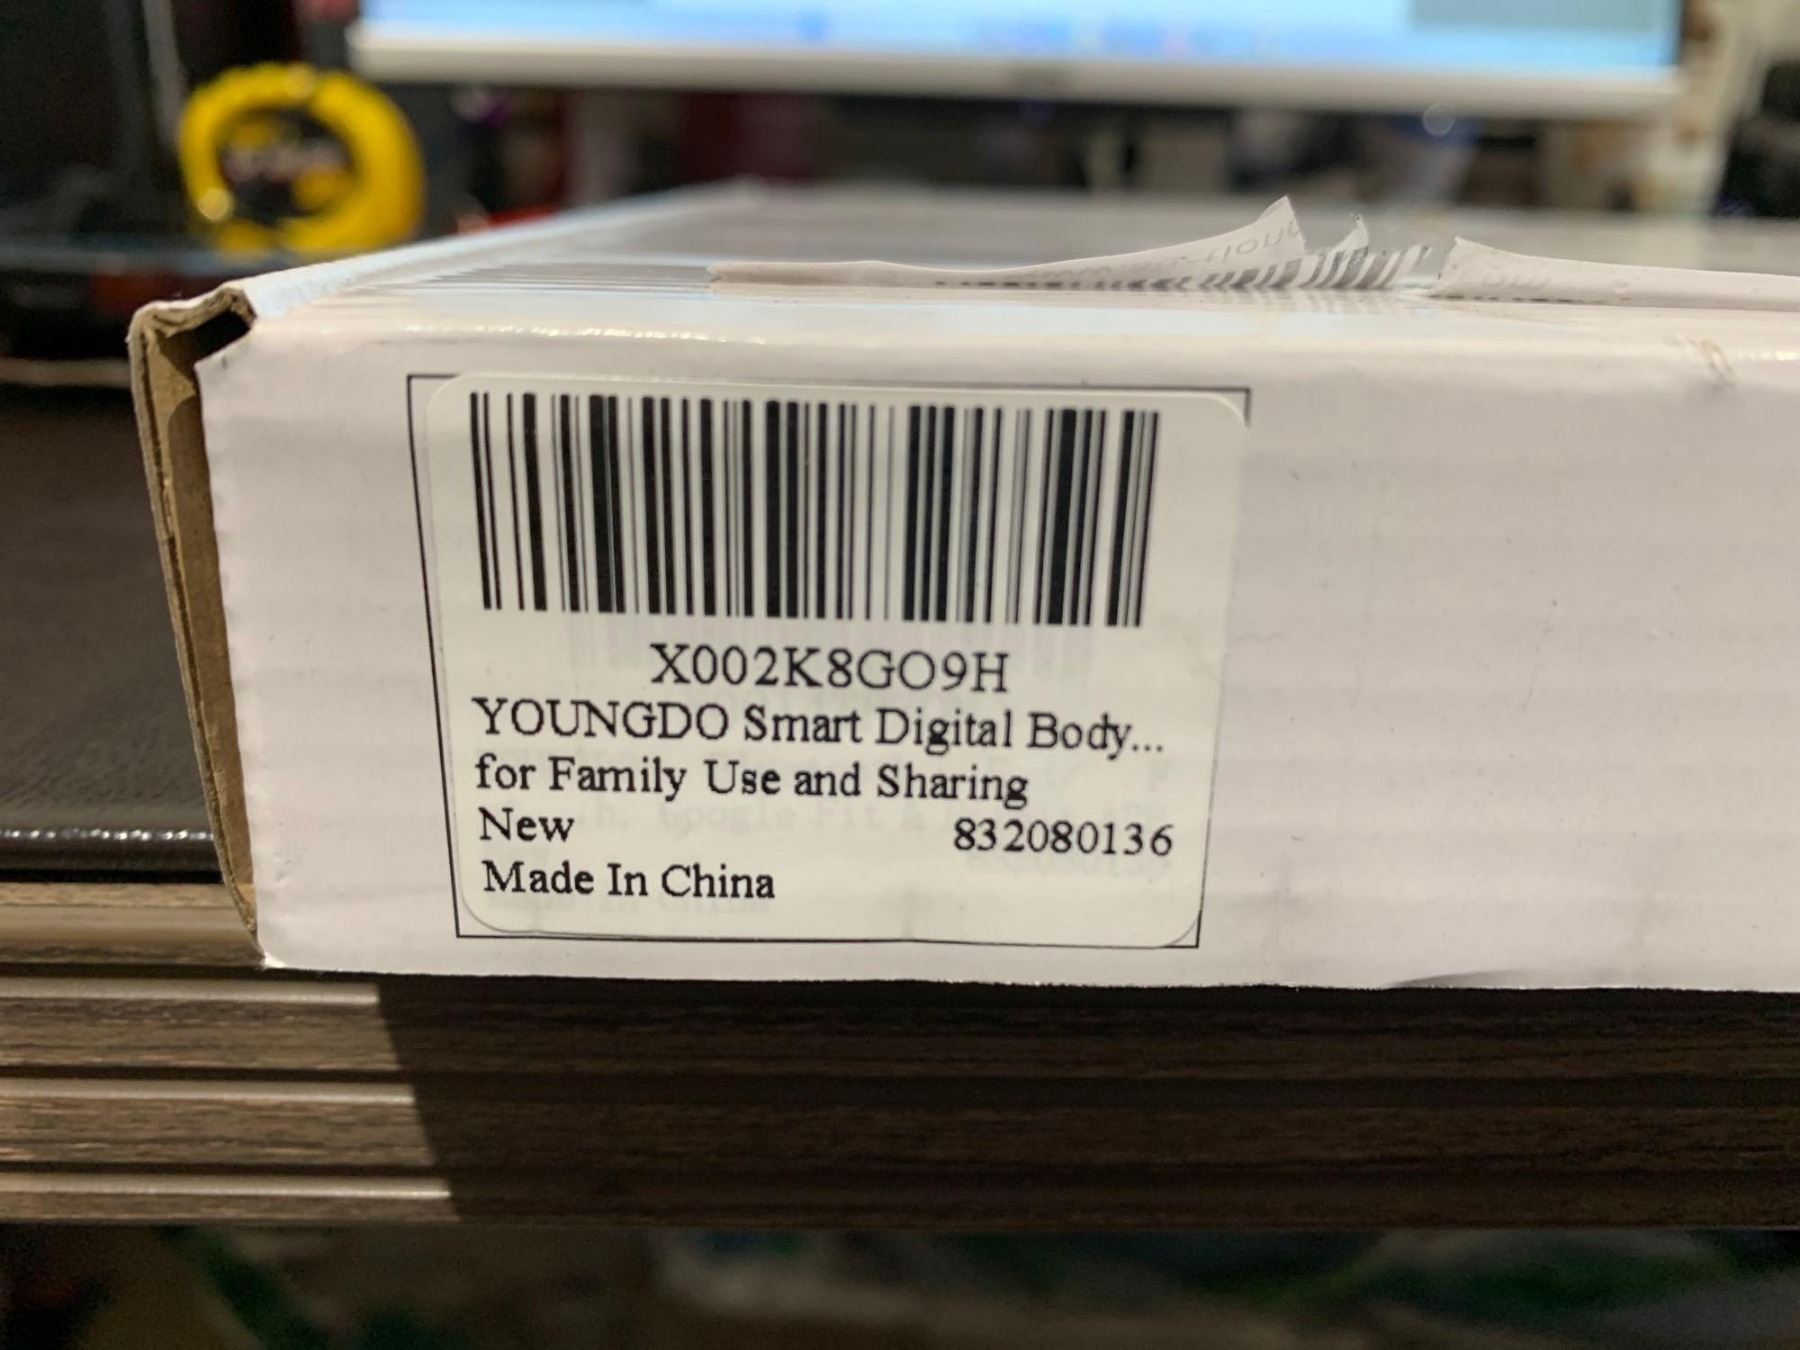 X002K8GO9H
YOUNGDO Smart Digital Body...
for Family Use and Sharing
New 832080136
Made In China